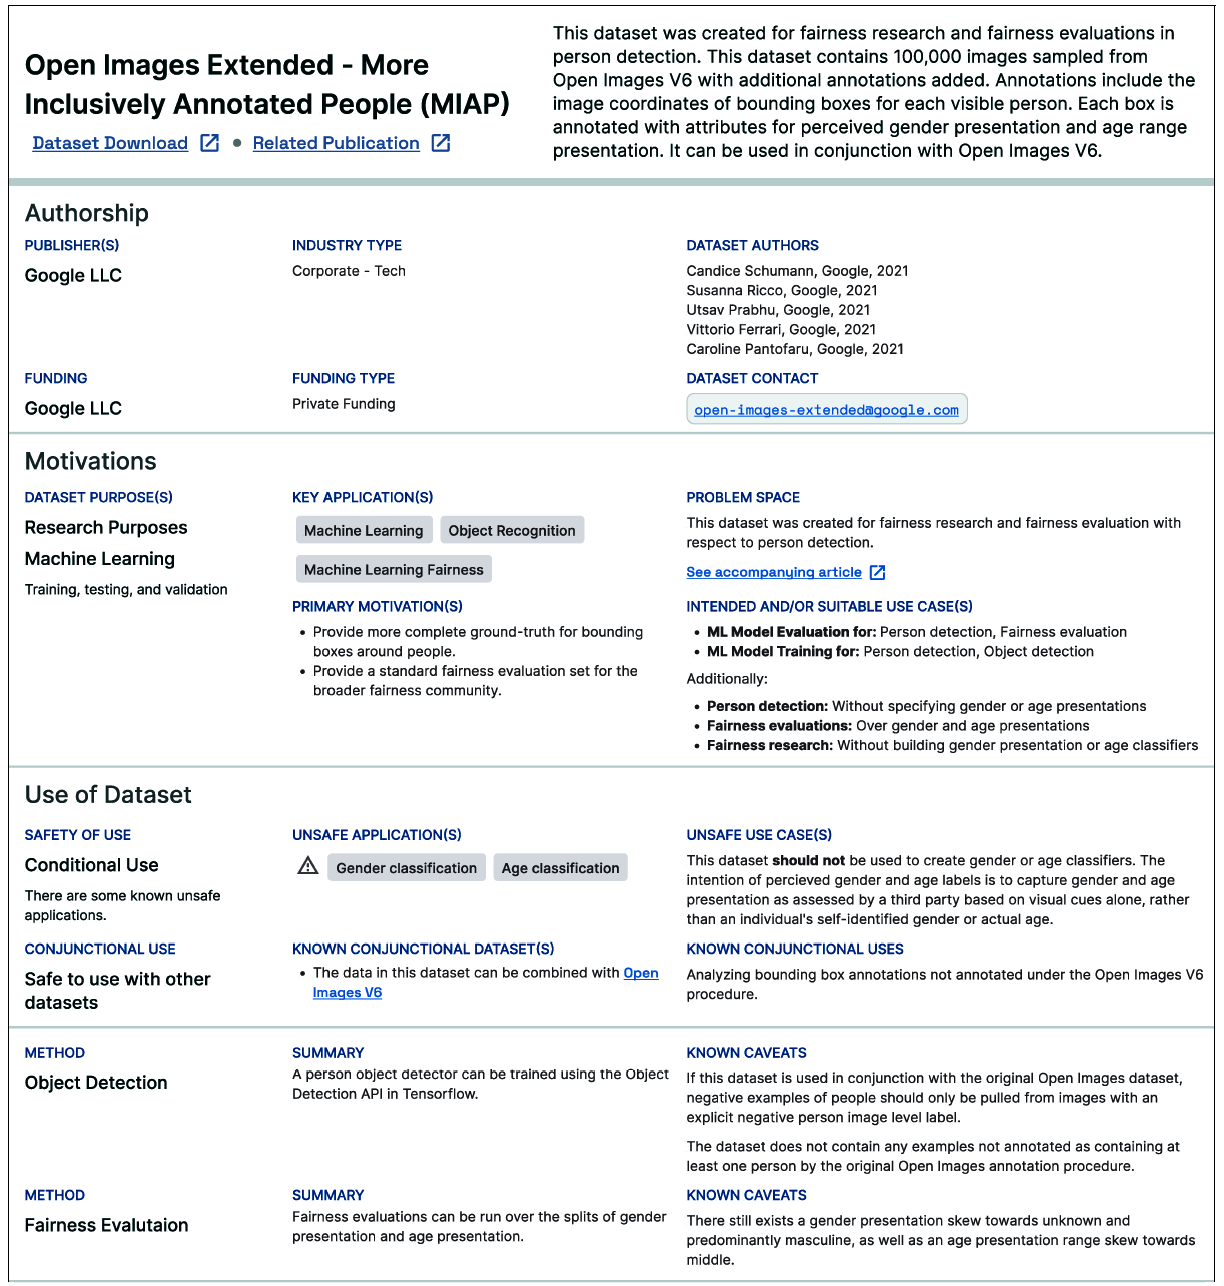 Open Images Extended - More
Inclusively Annotated People (MIAP)
Dataset Download • Related Publication
This dataset was created for fairness research and fairness evaluations in
person detection. This dataset contains 100,000 images sampled from
Open Images V6 with additional annotations added. Annotations include the
image coordinates of bounding boxes for each visible person. Each box is
annotated with attributes for perceived gender presentation and age range
presentation. It can be used in conjunction with Open Images V6.
Authorship
PUBLISHER(S)
Google LLC
INDUSTRY TYPE
Corporate - Tech
DATASET AUTHORS
Candice Schumann, Google, 2021
Susanna Ricco, Google, 2021
Utsav Prabhu, Google, 2021
Vittorio Ferrari, Google, 2021
Caroline Pantofaru, Google, 2021
FUNDING
Google LLC
FUNDING TYPE
Private Funding
DATASET CONTACT
open-images-extended@google.com
Motivations
DATASET PURPOSE(S)
Research Purposes
Machine Learning
Training, testing, and validation
KEY APPLICATION(S)
Machine Learning Object Recognition
Machine Learning Fairness
PROBLEM SPACE
This dataset was created for fairness research and fairness evaluation with
respect to person detection.
See accompanying article
PRIMARY MOTIVATION(S)
• Provide more complete ground-truth for bounding
boxes around people.
• Provide a standard fairness evaluation set for the
broader fairness community.
INTENDED AND/OR SUITABLE USE CASE(S)
• ML Model Evaluation for: Person detection, Fairness evaluation
• ML Model Training for: Person detection, Object detection
Additionally:
• Person detection: Without specifying gender or age presentations
• Fairness evaluations: Over gender and age presentations
• Fairness research: Without building gender presentation or age classifiers
Use of Dataset
SAFETY OF USE
Conditional Use
There are some known unsafe
applications.
UNSAFE APPLICATION(S)
Gender classification Age classification
UNSAFE USE CASE(S)
This dataset should not be used to create gender or age classifiers. The
intention of percieved gender and age labels is to capture gender and age
presentation as assessed by a third party based on visual cues alone, rather
than an individual's self-identified gender or actual age.
CONJUNCTIONAL USE
Safe to use with other
datasets
KNOWN CONJUNCTIONAL DATASET(S)
• The data in this dataset can be combined with Open
Images V6
KNOWN CONJUNCTIONAL USES
Analyzing bounding box annotations not annotated under the Open Images V6
procedure.
METHOD
Object Detection
SUMMARY
A person object detector can be trained using the Object
Detection API in Tensorflow.
KNOWN CAVEATS
If this dataset is used in conjunction with the original Open Images dataset,
negative examples of people should only be pulled from images with an
explicit negative person image level label.
The dataset does not contain any examples not annotated as containing at
least one person by the original Open Images annotation procedure.
METHOD
Fairness Evalutaion
SUMMARY
Fairness evaluations can be run over the splits of gender
presentation and age presentation.
KNOWN CAVEATS
There still exists a gender presentation skew towards unknown and
predominantly masculine, as well as an age presentation range skew towards
middle.